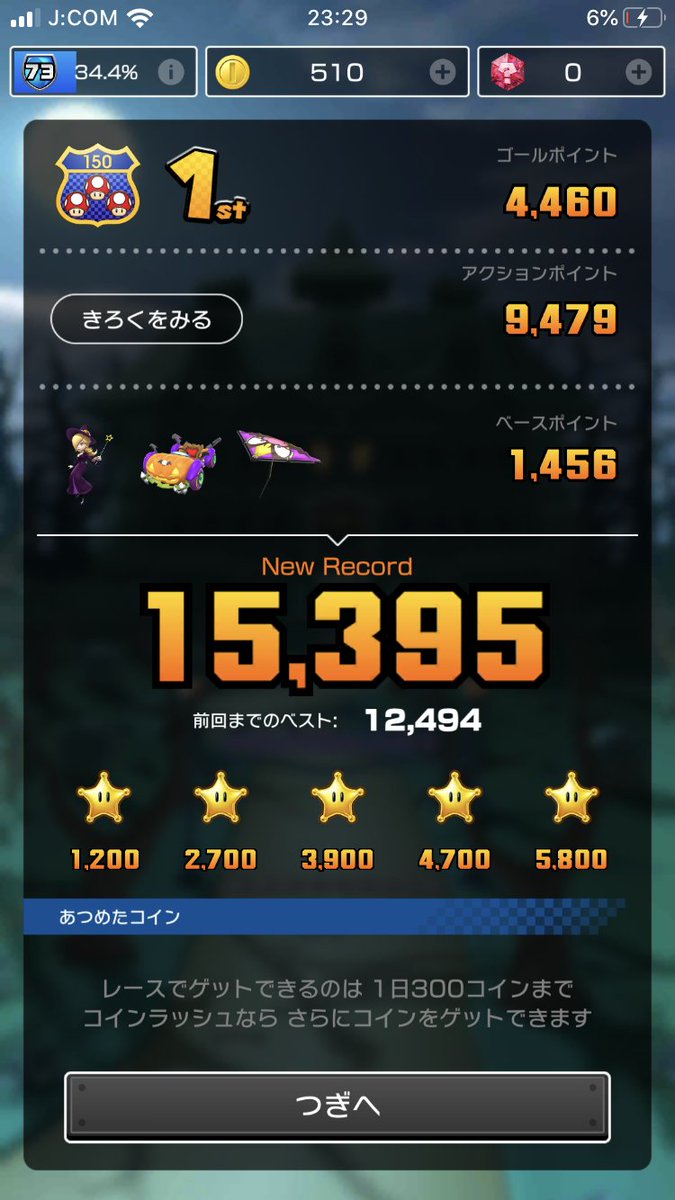 J:COM 23:29 6%
73 34.4% i 510 + ? 0 +
150 1st ゴールポイント
4,460
アクションポイント
きろくをみる 9,479
ベースポイント
1,456
New Record
15,395
前回までのベスト: 12,494
1,200 2,700 3,900 4,700 5,800
あつめたコイン
レースでゲットできるのは 1日300コインまで
コインラッシュなら さらにコインをゲットできます
つぎへ